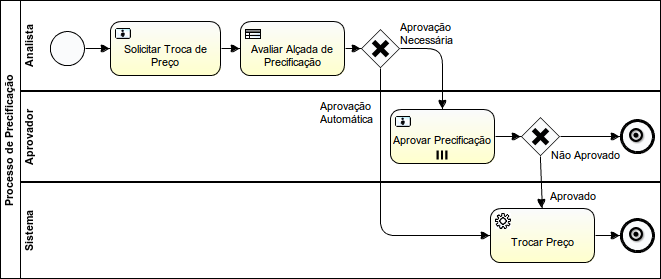 Processo de Precificação
Analista
Solicitar Troca de
Preço
Avaliar Alçada de
Precificação
Aprovação
Necessária
Aprovação
Automática
Aprovador
Aprovar Precificação
Não Aprovado
Aprovado
Sistema
Trocar Preço